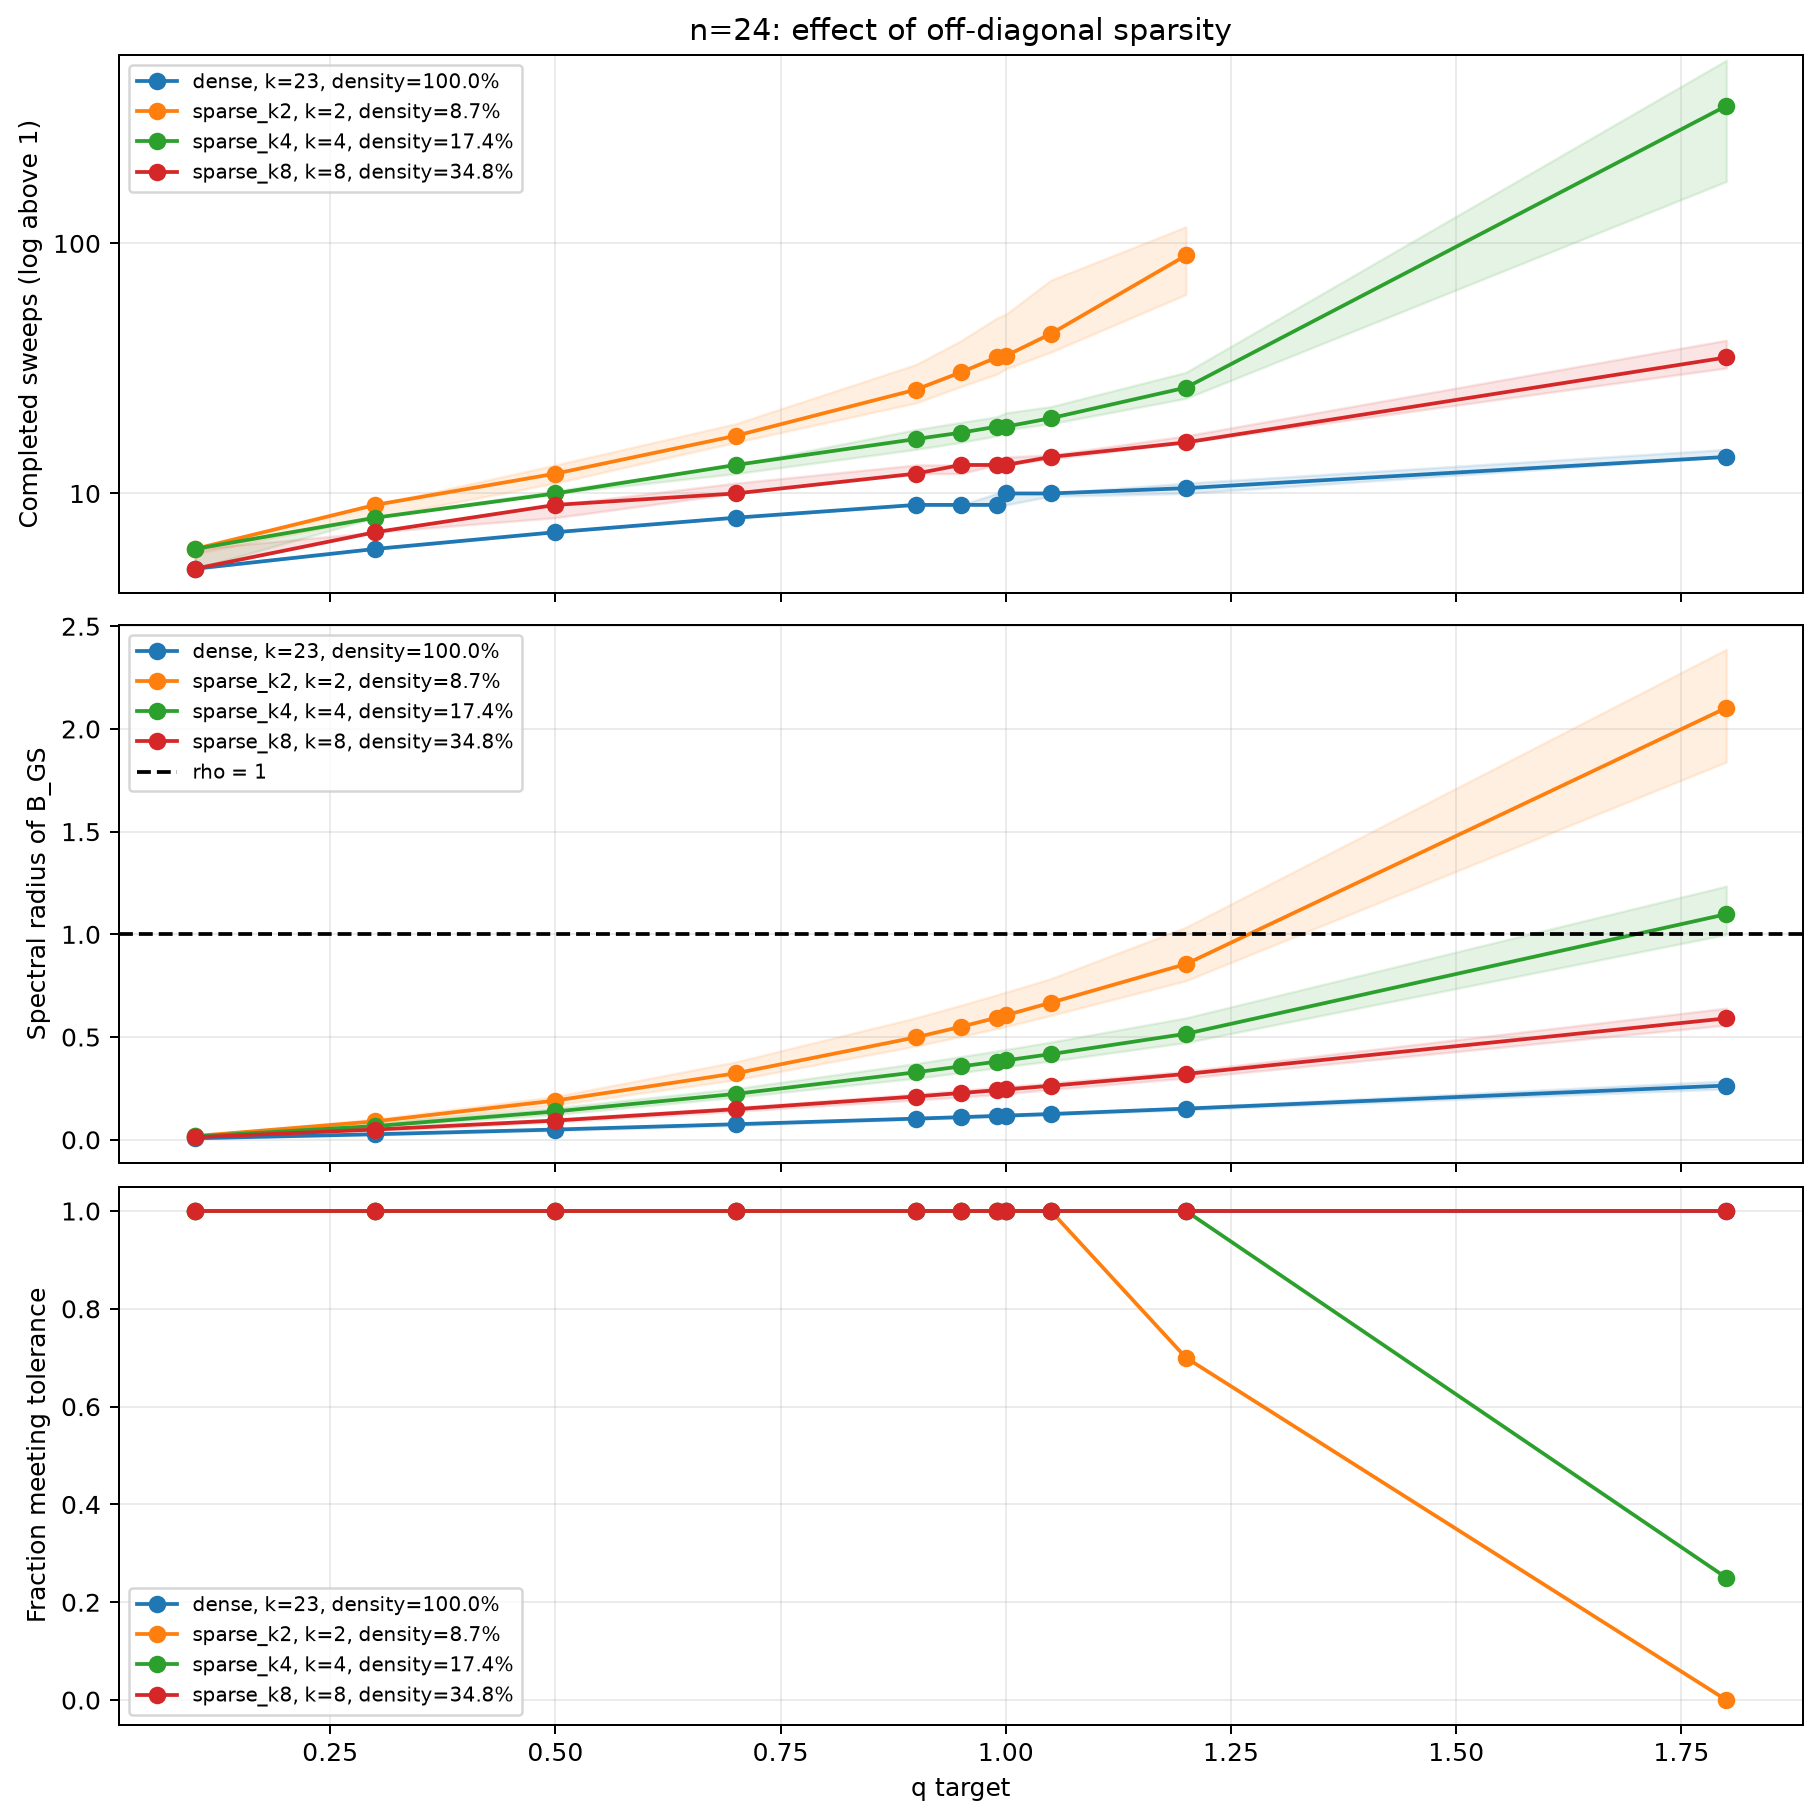 n=24: effect of off-diagonal sparsity
Completed sweeps (log above 1)
100
10
dense, k=23, density=100.0%
sparse_k2, k=2, density=8.7%
sparse_k4, k=4, density=17.4%
sparse_k8, k=8, density=34.8%
Spectral radius of B_GS
2.5
2.0
1.5
1.0
0.5
0.0
dense, k=23, density=100.0%
sparse_k2, k=2, density=8.7%
sparse_k4, k=4, density=17.4%
sparse_k8, k=8, density=34.8%
rho = 1
Fraction meeting tolerance
1.0
0.8
0.6
0.4
0.2
0.0
dense, k=23, density=100.0%
sparse_k2, k=2, density=8.7%
sparse_k4, k=4, density=17.4%
sparse_k8, k=8, density=34.8%
0.25 0.50 0.75 1.00 1.25 1.50 1.75
q target